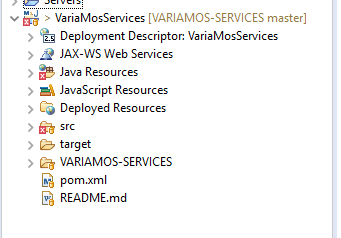 Servers
> VariaMosServices [VARIAMOS-SERVICES master]
> Deployment Descriptor: VariaMosServices
> JAX-WS Web Services
> Java Resources
> JavaScript Resources
> Deployed Resources
> src
> target
> VARIAMOS-SERVICES
pom.xml
README.md